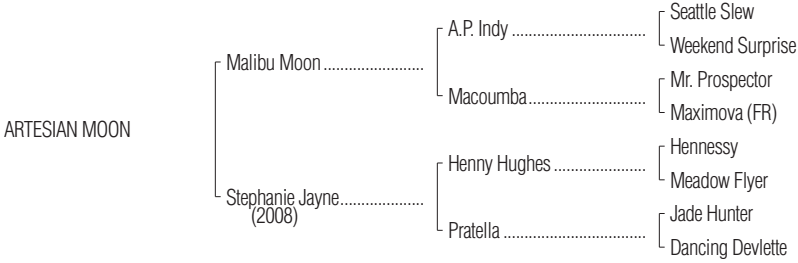 Seattle Slew
A.P. Indy ..............................
Weekend Surprise
Malibu Moon .......................
Mr. Prospector
Macoumba..........................
Maximova (FR)
ARTESIAN MOON
Hennessy
Henny Hughes .....................
Meadow Flyer
Stephanie Jayne...................
(2008)
Jade Hunter
Pratella ................................
Dancing Devlette